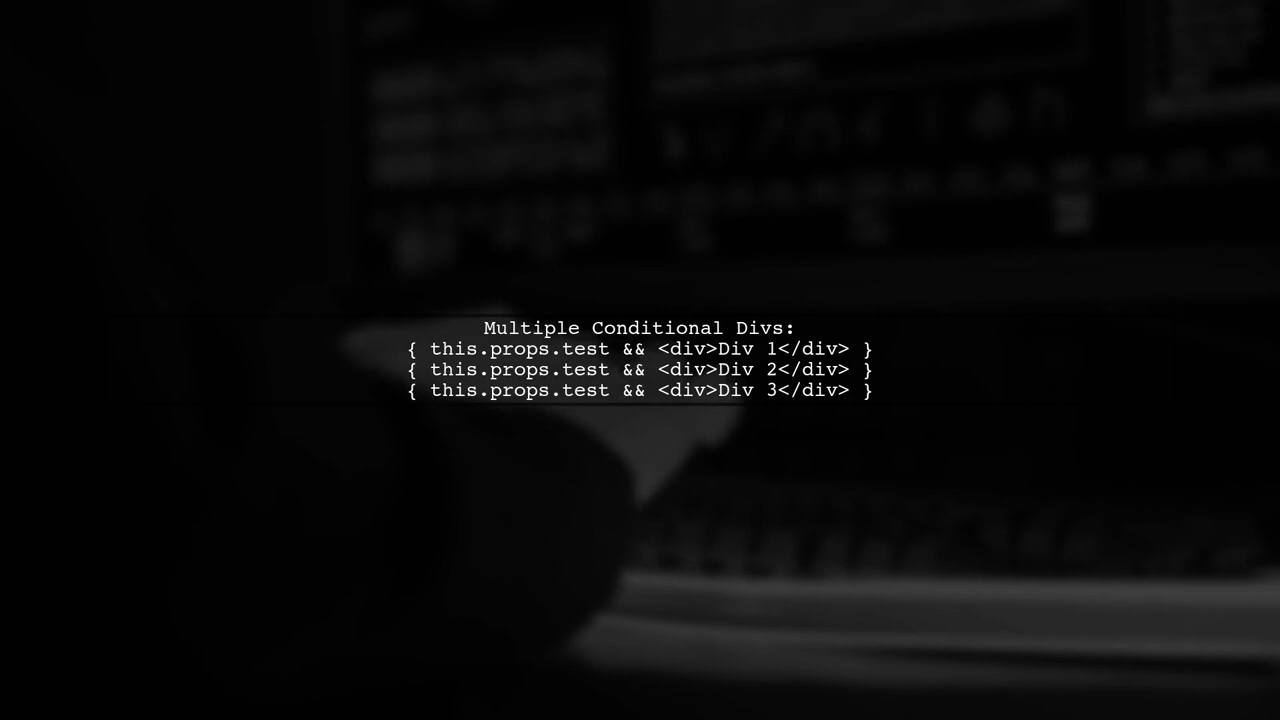 Multiple Conditional Divs:
{ this.props.test && <div>Div 1</div> }
{ this.props.test && <div>Div 2</div> }
{ this.props.test && <div>Div 3</div> }